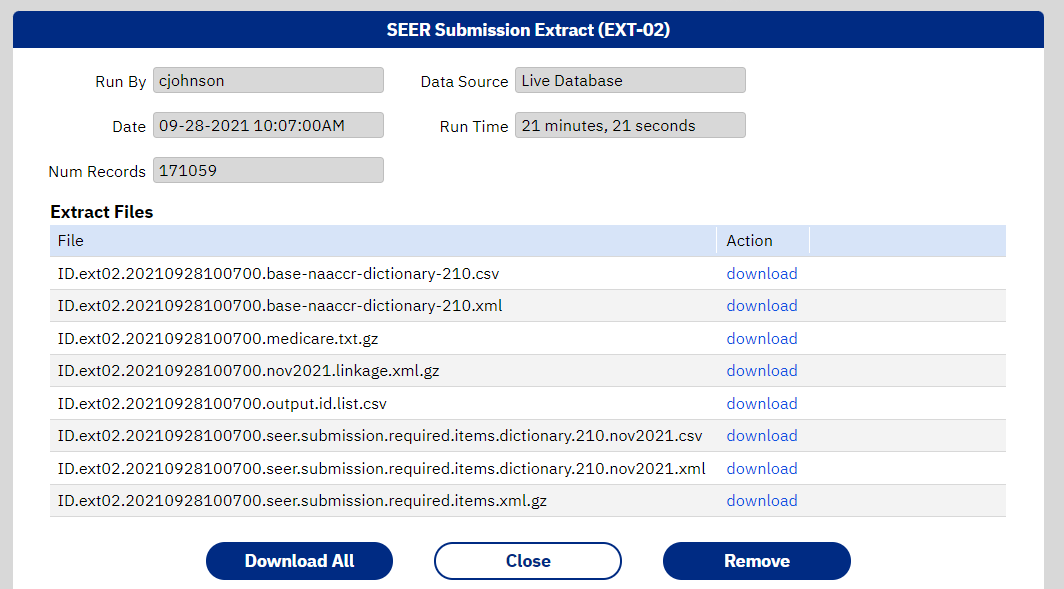 SEER Submission Extract (EXT-02)
Run By cjohnson Data Source Live Database
Date 09-28-2021 10:07:00AM Run Time 21 minutes, 21 seconds
Num Records 171059
Extract Files
File Action
ID.ext02.20210928100700.base-naaccr-dictionary-210.csv download
ID.ext02.20210928100700.base-naaccr-dictionary-210.xml download
ID.ext02.20210928100700.medicare.txt.gz download
ID.ext02.20210928100700.nov2021.linkage.xml.gz download
ID.ext02.20210928100700.output.id.list.csv download
ID.ext02.20210928100700.seer.submission.required.items.dictionary.210.nov2021.csv download
ID.ext02.20210928100700.seer.submission.required.items.dictionary.210.nov2021.xml download
ID.ext02.20210928100700.seer.submission.required.items.xml.gz download
Download All Close Remove